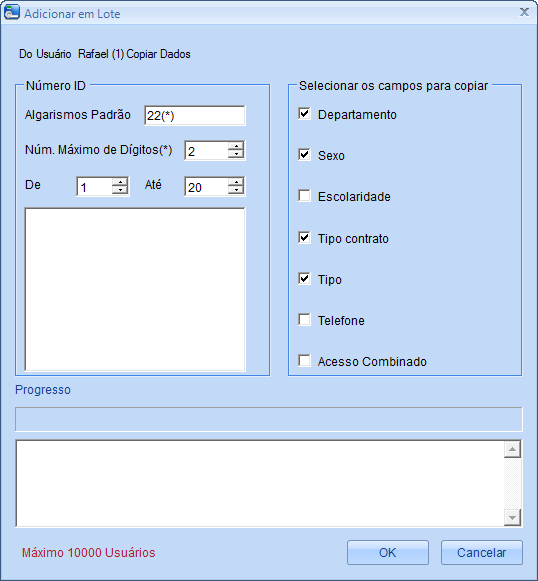 Adicionar em Lote
Do Usuário Rafael (1) Copiar Dados
Número ID
Algarismos Padrão 22(*)
Núm. Máximo de Dígitos(*) 2
De 1 Até 20
Selecionar os campos para copiar
Departamento
Sexo
Escolaridade
Tipo contrato
Tipo
Telefone
Acesso Combinado
Progresso
Máximo 10000 Usuários
OK Cancelar